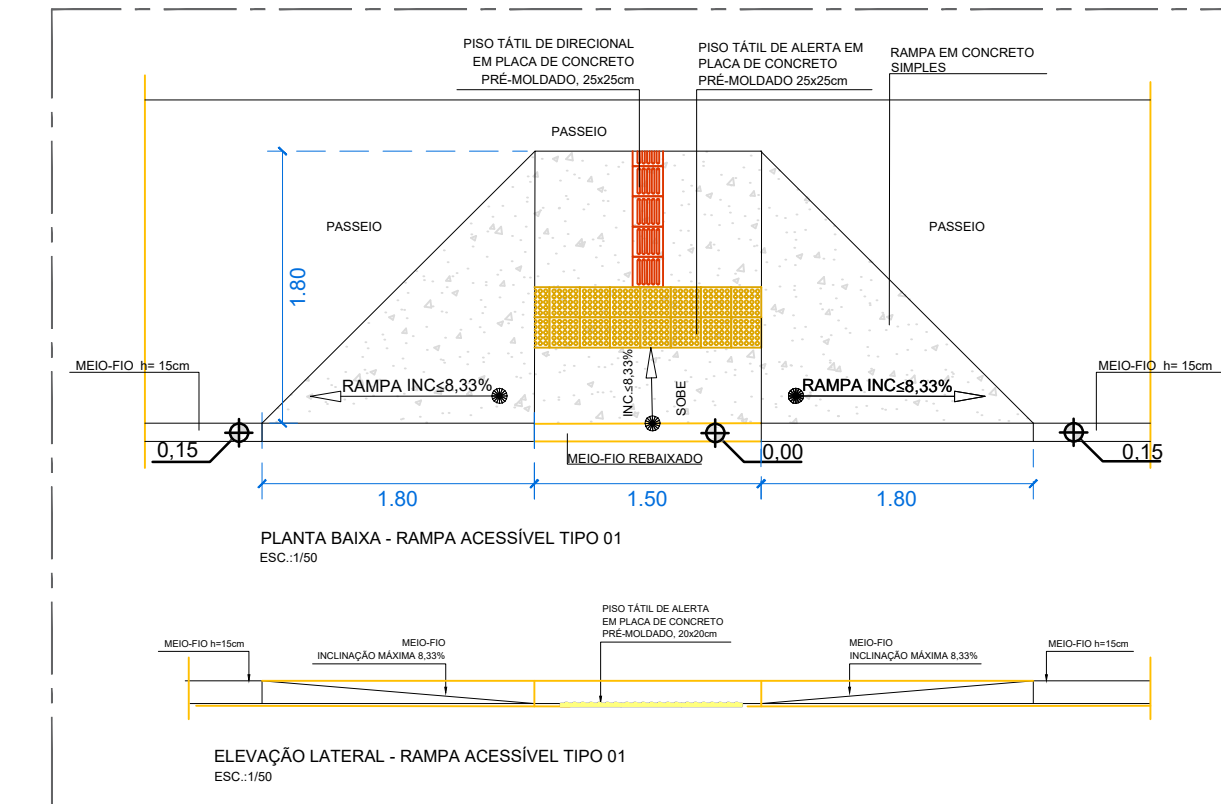 PISO TÁTIL DE DIRECIONAL
EM PLACA DE CONCRETO
PRÉ-MOLDADO, 25x25cm
PISO TÁTIL DE ALERTA EM
PLACA DE CONCRETO
PRÉ-MOLDADO 25x25cm
RAMPA EM CONCRETO
SIMPLES
PASSEIO
PASSEIO
PASSEIO
1.80
MEIO-FIO h= 15cm
MEIO-FIO h= 15cm
RAMPA INC≤8,33%
INC.≤8,33%
SOBE
RAMPA INC≤8,33%
0,15
MEIO-FIO REBAIXADO
0,00
0,15
1.80
1.50
1.80
PLANTA BAIXA - RAMPA ACESSÍVEL TIPO 01
ESC.:1/50
PISO TÁTIL DE ALERTA
EM PLACA DE CONCRETO
PRÉ-MOLDADO, 20x20cm
MEIO-FIO h=15cm
MEIO-FIO
INCLINAÇÃO MÁXIMA 8,33%
MEIO-FIO
INCLINAÇÃO MÁXIMA 8,33%
MEIO-FIO h=15cm
ELEVAÇÃO LATERAL - RAMPA ACESSÍVEL TIPO 01
ESC.:1/50